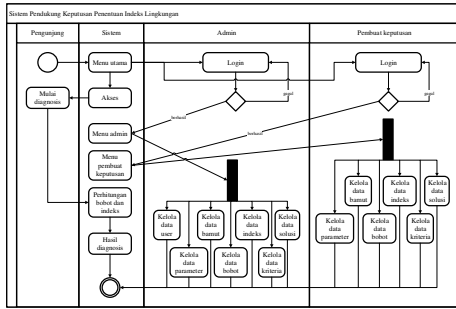 Sistem Pendukung Keputusan Penentuan Indeks Lingkungan
Pengunjung
Sistem
Admin
Pembuat keputusan
Menu utama
Login
Login
Mulai
diagnosis
Akses
gagal
gagal
berhasil
berhasil
Menu admin
Menu
pembuat
keputusan
Perhitungan
bobot dan
indeks
Hasil
diagnosis
Kelola
data
user
Kelola
data
bamut
Kelola
data
indeks
Kelola
data
solusi
Kelola
data
parameter
Kelola
data
bobot
Kelola
data
kriteria
Kelola
data
bamut
Kelola
data
indeks
Kelola
data
solusi
Kelola
data
parameter
Kelola
data
bobot
Kelola
data
kriteria